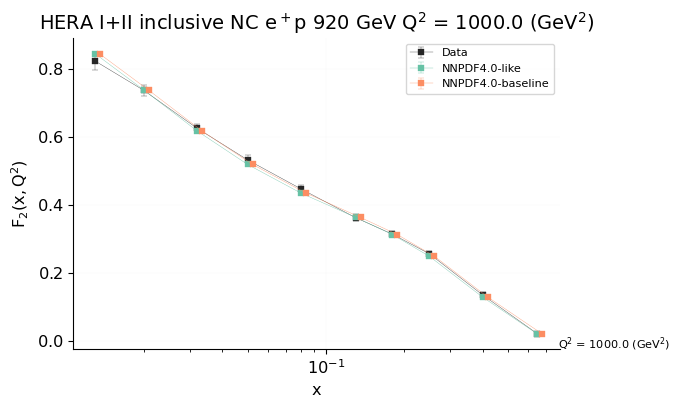 HERA I+II inclusive NC e⁺p 920 GeV Q² = 1000.0 (GeV²)
Data
NNPDF4.0-like
NNPDF4.0-baseline
F₂(x, Q²)
0.8
0.6
0.4
0.2
0.0
Q² = 1000.0 (GeV²)
10⁻¹
x